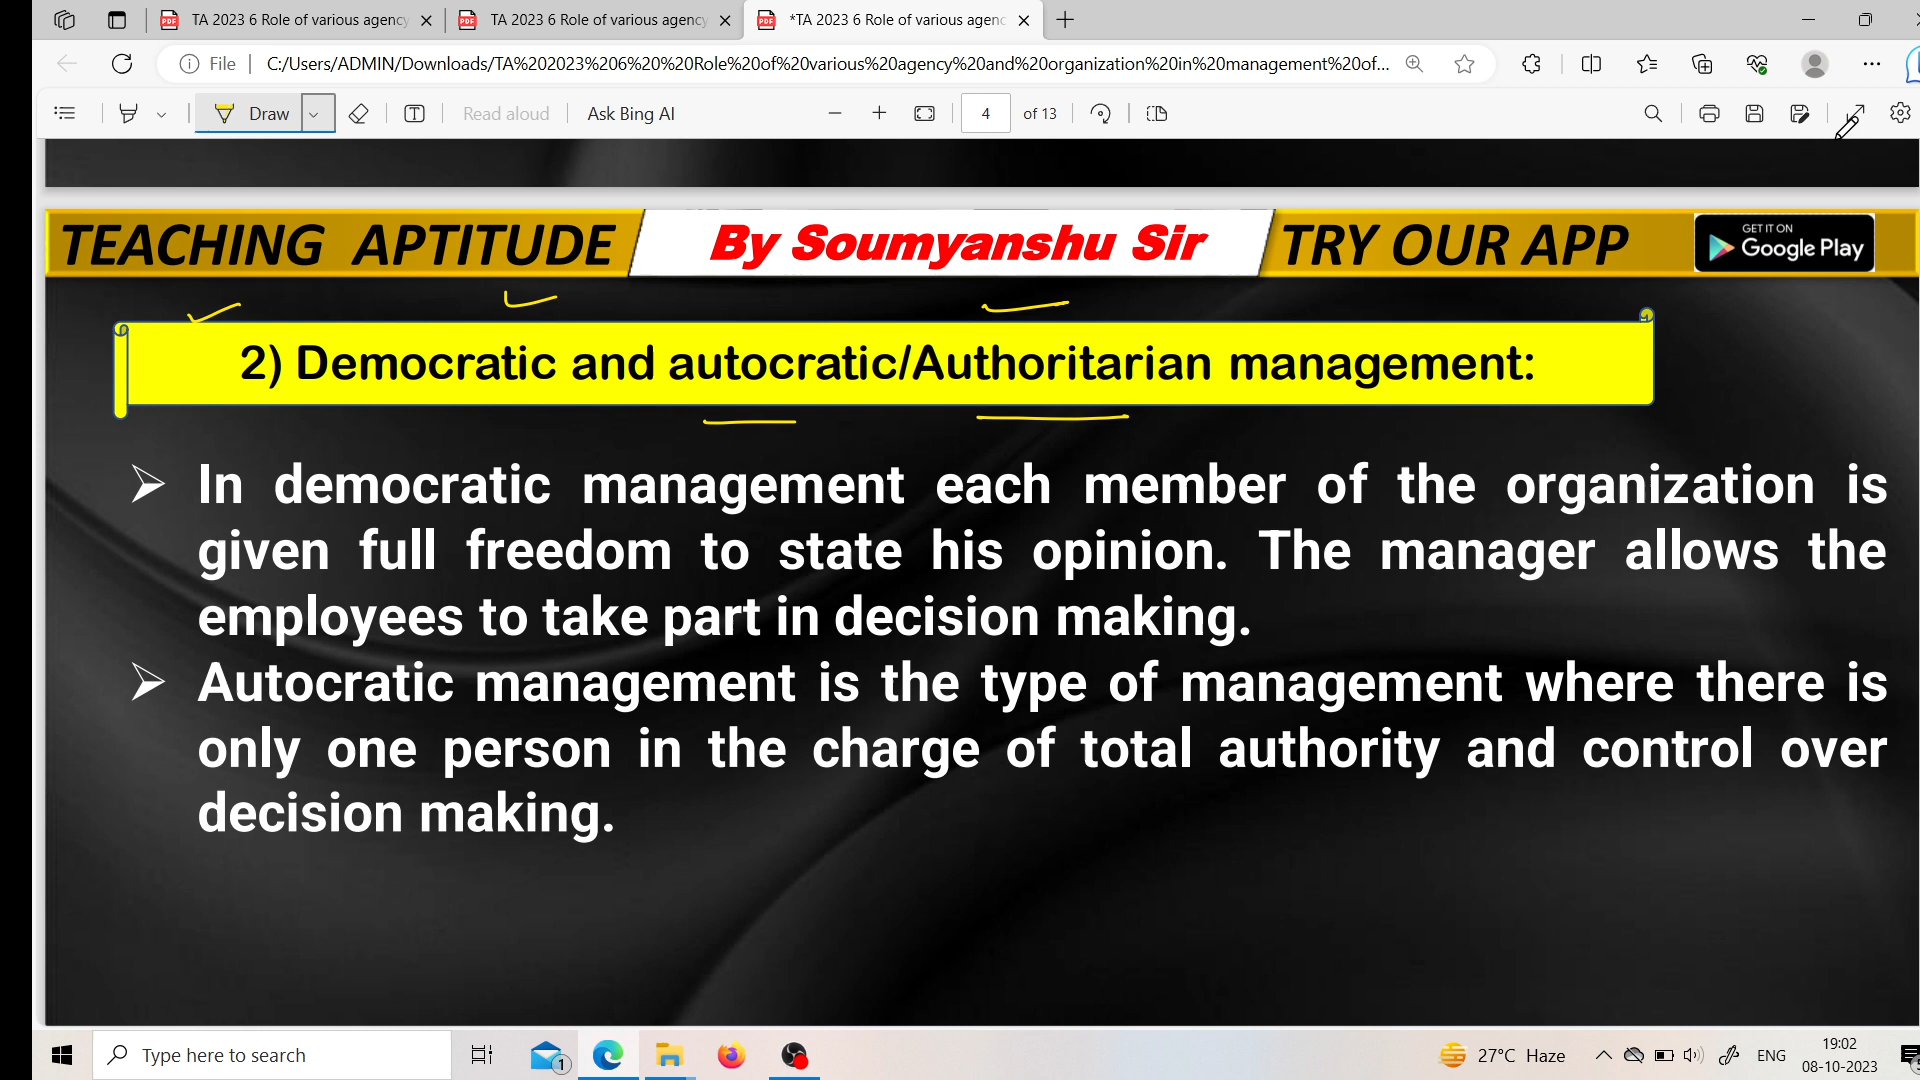 TA 2023 6 Role of various agency
TA 2023 6 Role of various agency
*TA 2023 6 Role of various agenc
File
C:/Users/ADMIN/Downloads/TA%202023%206%20%20Role%20of%20various%20agency%20and%20organization%20in%20management%20of...
Draw
Read aloud
Ask Bing AI
4
of 13
TEACHING APTITUDE
By Soumyanshu Sir
TRY OUR APP
GET IT ON
Google Play
2) Democratic and autocratic/Authoritarian management:
In democratic management each member of the organization is
given full freedom to state his opinion. The manager allows the
employees to take part in decision making.
Autocratic management is the type of management where there is
only one person in the charge of total authority and control over
decision making.
Type here to search
1
27°C Haze
ENG
19:02
08-10-2023